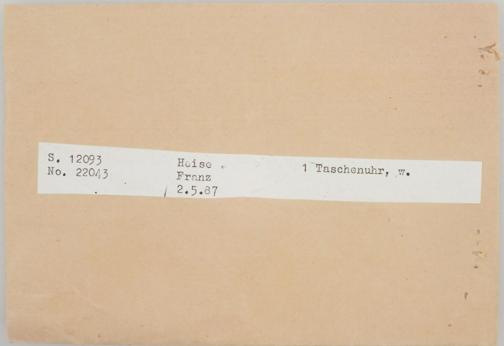 S. 12093
No. 22043
Heise
Franz
2.5.87
1 Taschenuhr, w.